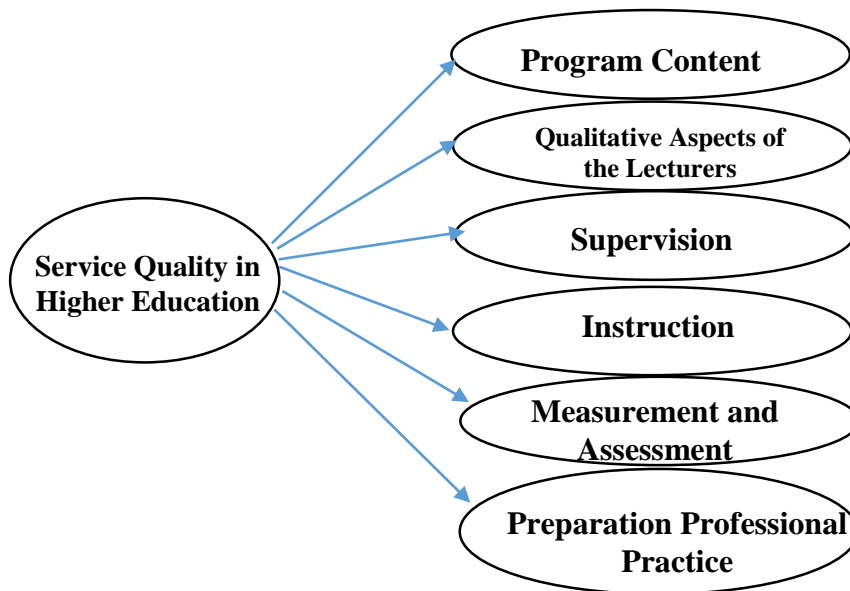 Program Content
Qualitative Aspects of
the Lecturers
Supervision
Service Quality in
Higher Education
Instruction
Measurement and
Assessment
Preparation Professional
Practice